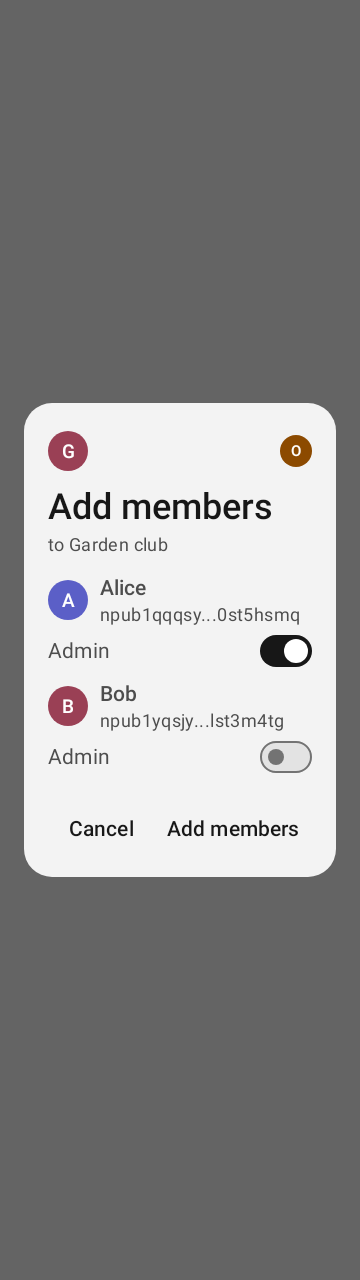 G
O
Add members
to Garden club
A
Alice
npub1qqqsy...0st5hsmq
Admin
B
Bob
npub1yqsjy...lst3m4tg
Admin
Cancel
Add members